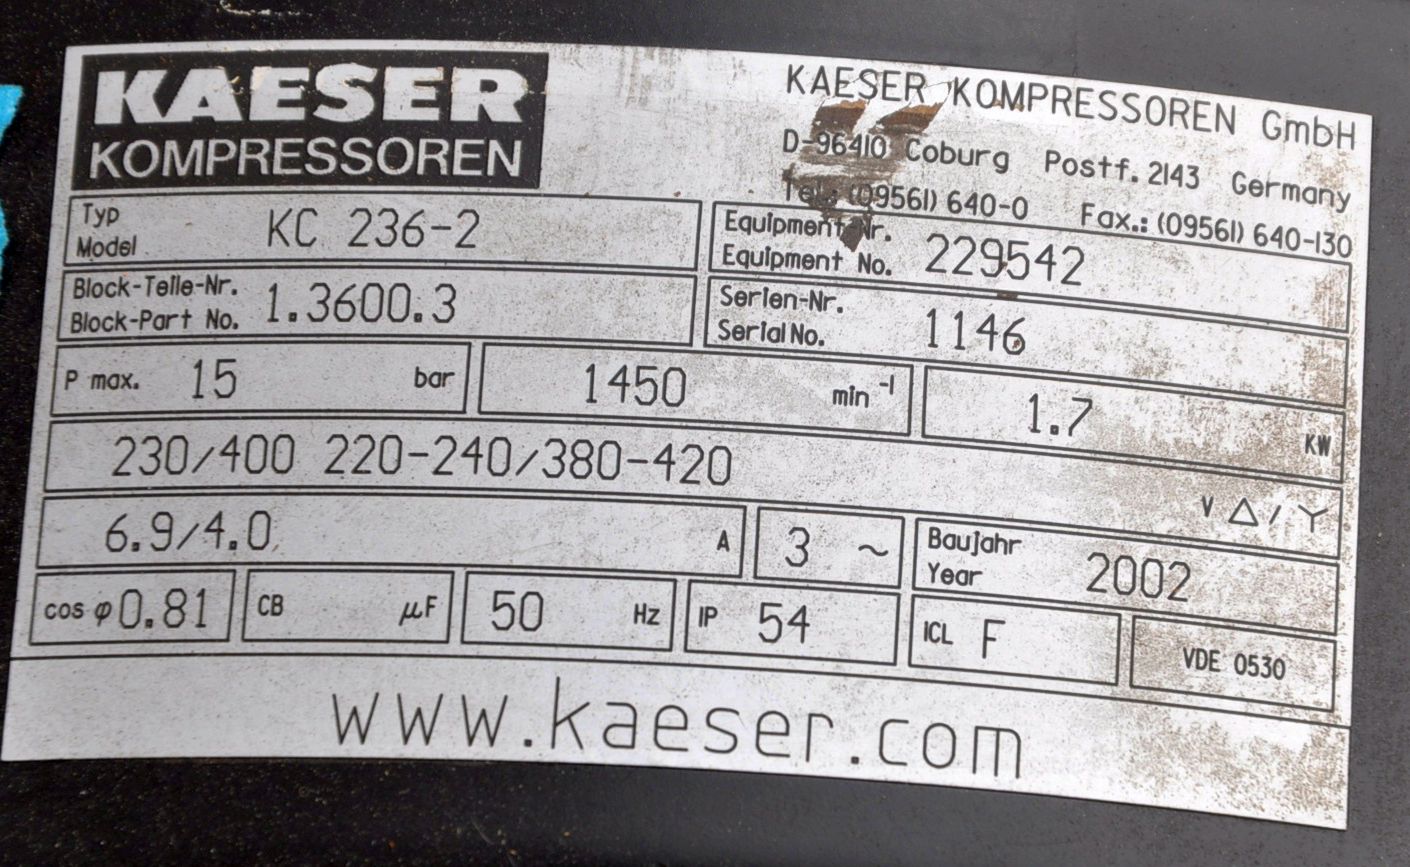 KAESER
KOMPRESSOREN
KAESER KOMPRESSOREN GmbH
D-96410 Coburg Postf. 2143 Germany
Tel.: (09561) 640-0 Fax.: (09561) 640-130
Typ
Model KC 236-2
Equipment-Nr.
Equipment No. 229542
Block-Teile-Nr.
Block-Part No. 1.3600.3
Serien-Nr.
Serial No. 1146
P max. 15 bar 1450 min⁻¹ 1.7 KW
230/400 220-240/380-420 V △ / Y
6.9/4.0 A 3 ~
Baujahr
Year 2002
cos φ 0.81 CB µF 50 Hz IP 54 ICL F VDE 0530
www.kaeser.com